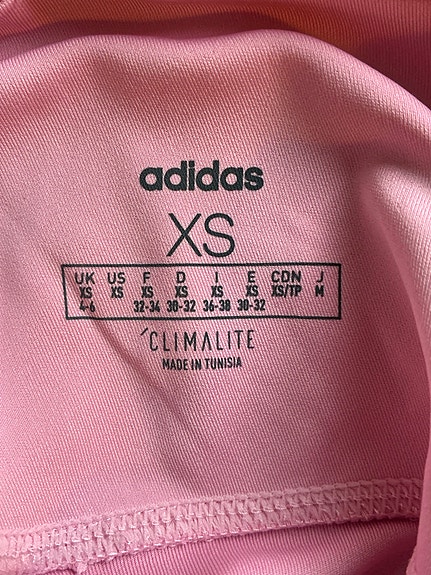 adidas
XS
UK US F D I E CDN J
XS XS XS XS XS XS XS/TP M
4-6 32-34 30-32 36-38 30-32
CLIMALITE
MADE IN TUNISIA